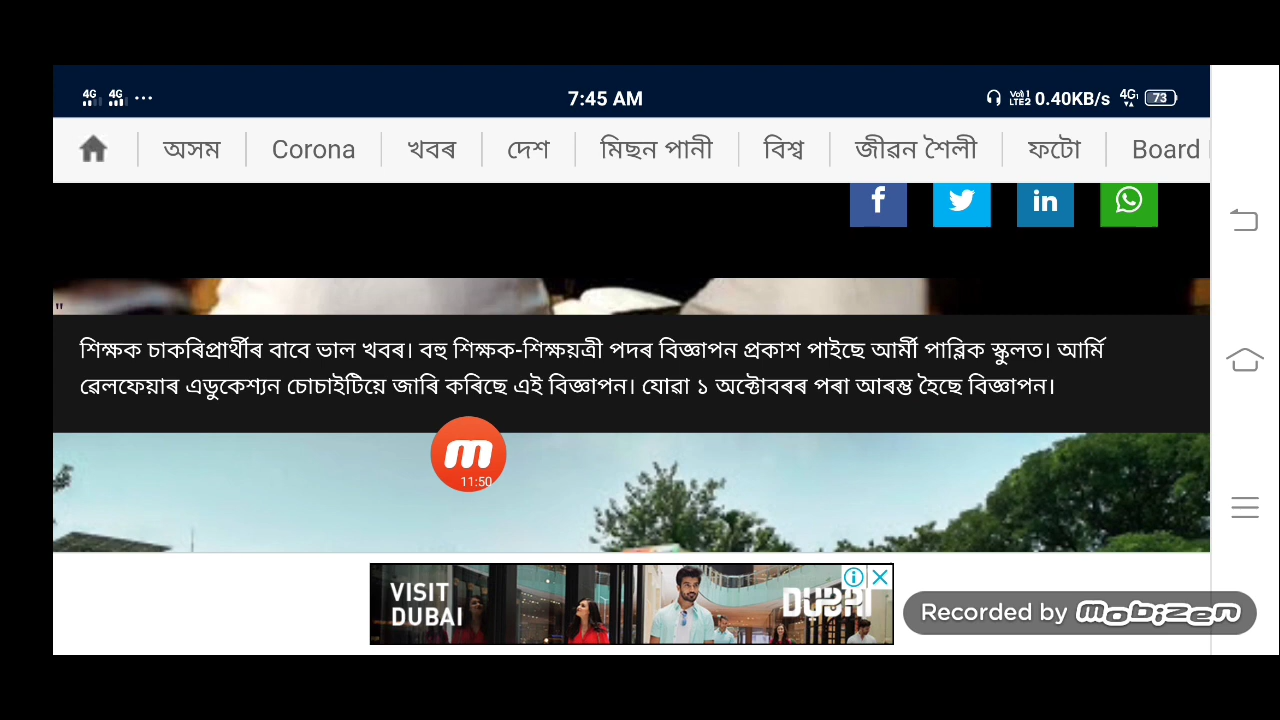 4G 4G ...
7:45 AM
Vo) 1 LTE2 0.40KB/s 4G 73
অসম Corona খবৰ দেশ মিছন পানী বিশ্ব জীৱন শৈলী ফটো Board
f in
"
শিক্ষক চাকৰিপ্ৰাৰ্থীৰ বাবে ভাল খবৰ। বহু শিক্ষক-শিক্ষয়ত্ৰী পদৰ বিজ্ঞাপন প্ৰকাশ পাইছে আৰ্মী পাব্লিক স্কুলত। আৰ্মি
ৱেলফেয়াৰ এডুকেশ্যন চোচাইটিয়ে জাৰি কৰিছে এই বিজ্ঞাপন। যোৱা ১ অক্টোবৰৰ পৰা আৰম্ভ হৈছে বিজ্ঞাপন।
m
11:50
VISIT
DUBAI
DUBAI
Recorded by mobizen